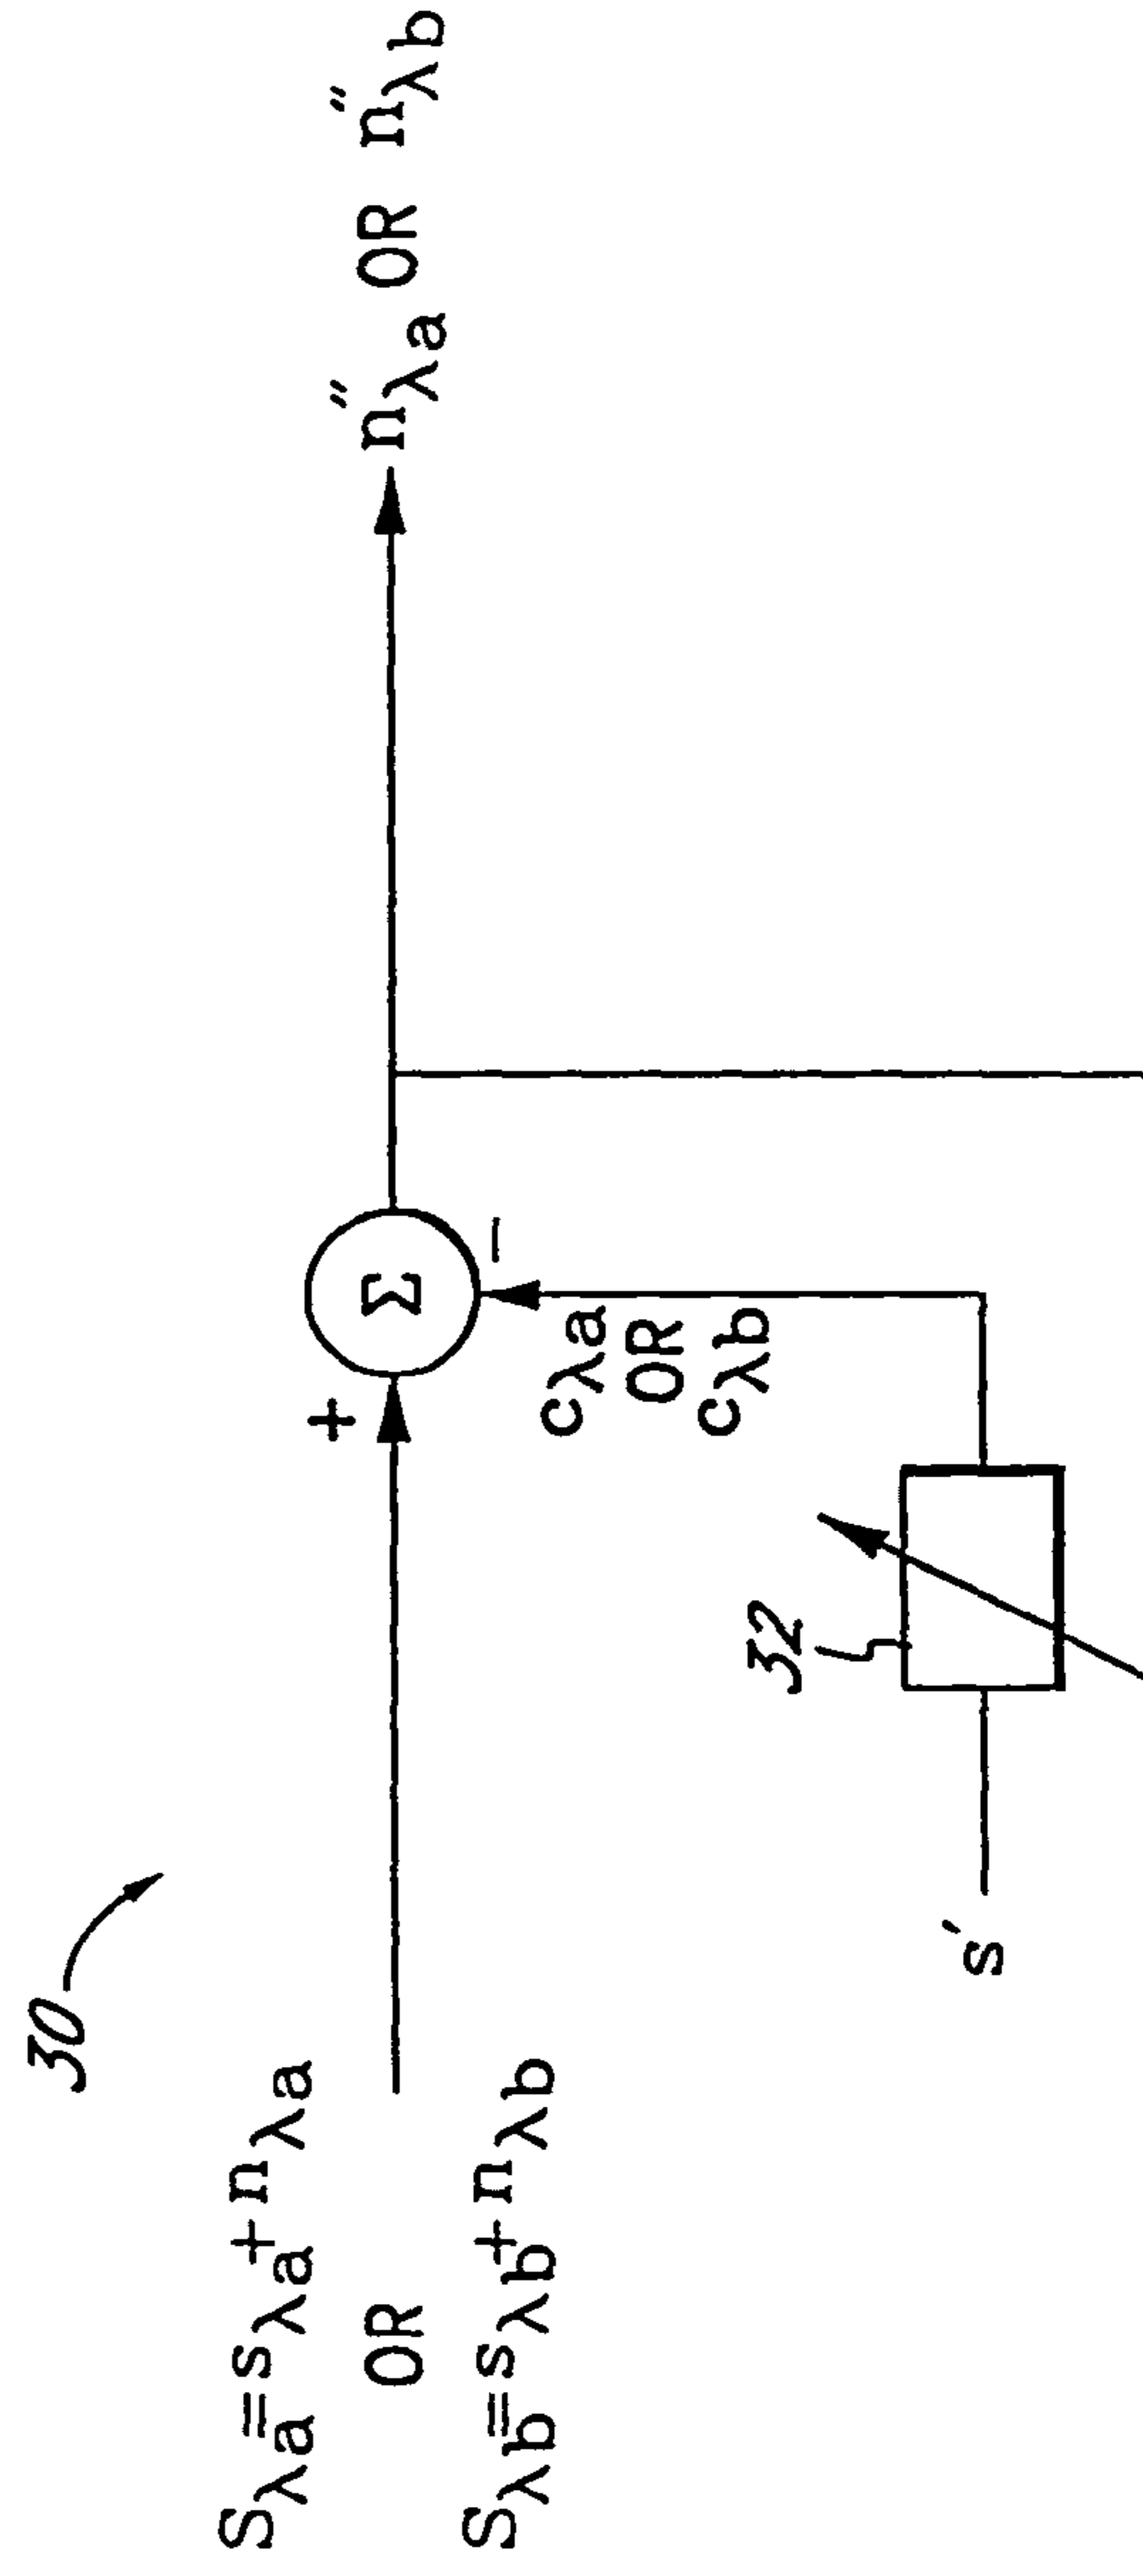 30
S_λa = s_λa + n_λa
OR
S_λb = s_λb + n_λb
+
Σ
−
n″_λa OR n″_λb
c_λa
OR
c_λb
32
s′